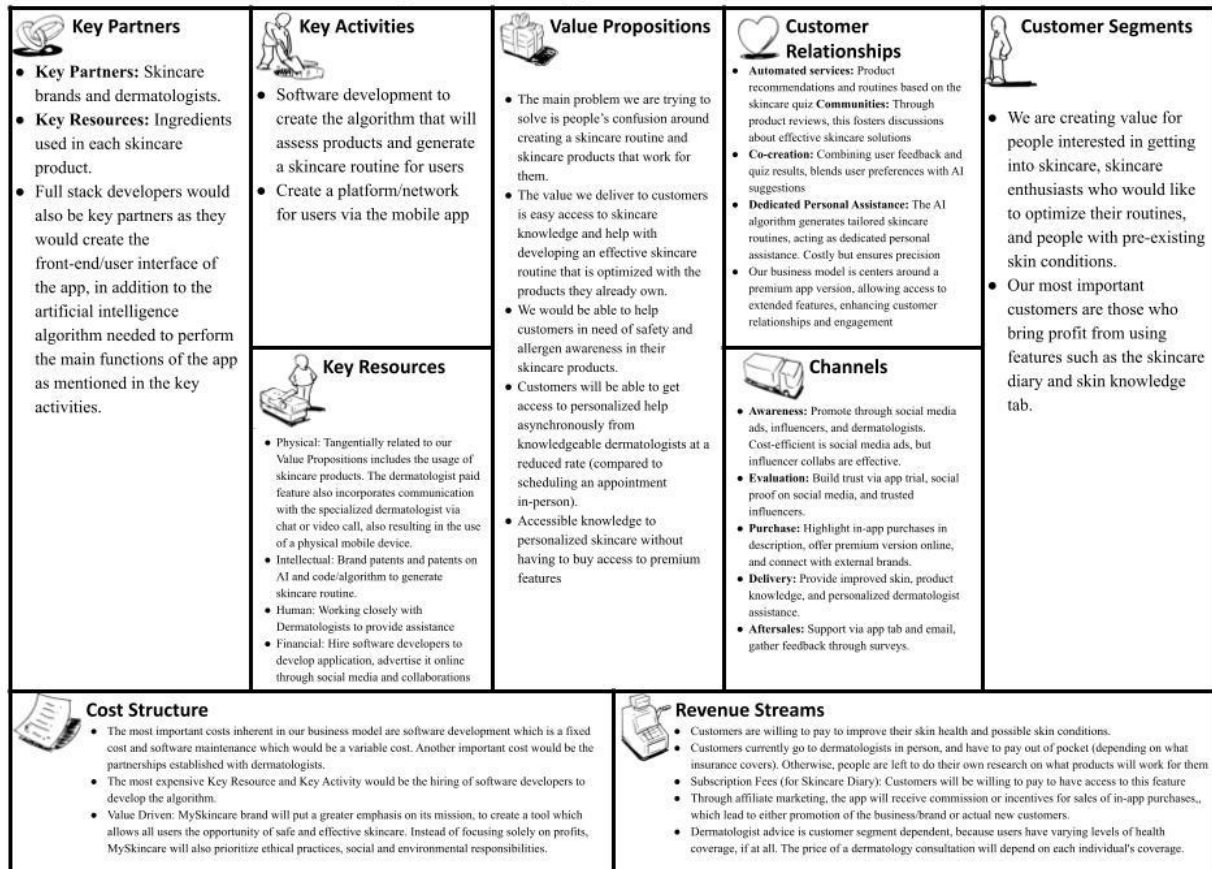 Key Partners
● Key Partners: Skincare
brands and dermatologists.
● Key Resources: Ingredients
used in each skincare
product.
● Full stack developers would
also be key partners as they
would create the
front-end/user interface of
the app, in addition to the
artificial intelligence
algorithm needed to perform
the main functions of the app
as mentioned in the key
activities.
Key Activities
● Software development to
create the algorithm that will
assess products and generate
a skincare routine for users
● Create a platform/network
for users via the mobile app
Key Resources
● Physical: Tangentially related to our
Value Propositions includes the usage of
skincare products. The dermatologist paid
feature also incorporates communication
with the specialized dermatologist via
chat or video call, also resulting in the use
of a physical mobile device.
● Intellectual: Brand patents and patents on
AI and code/algorithm to generate
skincare routine.
● Human: Working closely with
Dermatologists to provide assistance
● Financial: Hire software developers to
develop application, advertise it online
through social media and collaborations
Value Propositions
● The main problem we are trying to
solve is people's confusion around
creating a skincare routine and
skincare products that work for
them.
● The value we deliver to customers
is easy access to skincare
knowledge and help with
developing an effective skincare
routine that is optimized with the
products they already own.
● We would be able to help
customers in need of safety and
allergen awareness in their
skincare products.
● Customers will be able to get
access to personalized help
asynchronously from
knowledgeable dermatologists at a
reduced rate (compared to
scheduling an appointment
in-person).
● Accessible knowledge to
personalized skincare without
having to buy access to premium
features
Customer
Relationships
● Automated services: Product
recommendations and routines based on the
skincare quiz Communities: Through
product reviews, this fosters discussions
about effective skincare solutions
● Co-creation: Combining user feedback and
quiz results, blends user preferences with AI
suggestions
● Dedicated Personal Assistance: The AI
algorithm generates tailored skincare
routines, acting as dedicated personal
assistance. Costly but ensures precision
● Our business model is centers around a
premium app version, allowing access to
extended features, enhancing customer
relationships and engagement
Channels
● Awareness: Promote through social media
ads, influencers, and dermatologists.
Cost-efficient is social media ads, but
influencer collabs are effective.
● Evaluation: Build trust via app trial, social
proof on social media, and trusted
influencers.
● Purchase: Highlight in-app purchases in
description, offer premium version online,
and connect with external brands.
● Delivery: Provide improved skin, product
knowledge, and personalized dermatologist
assistance.
● Aftersales: Support via app tab and email,
gather feedback through surveys.
Customer Segments
● We are creating value for
people interested in getting
into skincare, skincare
enthusiasts who would like
to optimize their routines,
and people with pre-existing
skin conditions.
● Our most important
customers are those who
bring profit from using
features such as the skincare
diary and skin knowledge
tab.
Cost Structure
● The most important costs inherent in our business model are software development which is a fixed
cost and software maintenance which would be a variable cost. Another important cost would be the
partnerships established with dermatologists.
● The most expensive Key Resource and Key Activity would be the hiring of software developers to
develop the algorithm.
● Value Driven: MySkincare brand will put a greater emphasis on its mission, to create a tool which
allows all users the opportunity of safe and effective skincare. Instead of focusing solely on profits,
MySkincare will also prioritize ethical practices, social and environmental responsibilities.
Revenue Streams
● Customers are willing to pay to improve their skin health and possible skin conditions.
● Customers currently go to dermatologists in person, and have to pay out of pocket (depending on what
insurance covers). Otherwise, people are left to do their own research on what products will work for them
● Subscription Fees (for Skincare Diary): Customers will be willing to pay to have access to this feature
● Through affiliate marketing, the app will receive commission or incentives for sales of in-app purchases,,
which lead to either promotion of the business/brand or actual new customers.
● Dermatologist advice is customer segment dependent, because users have varying levels of health
coverage, if at all. The price of a dermatology consultation will depend on each individual's coverage.